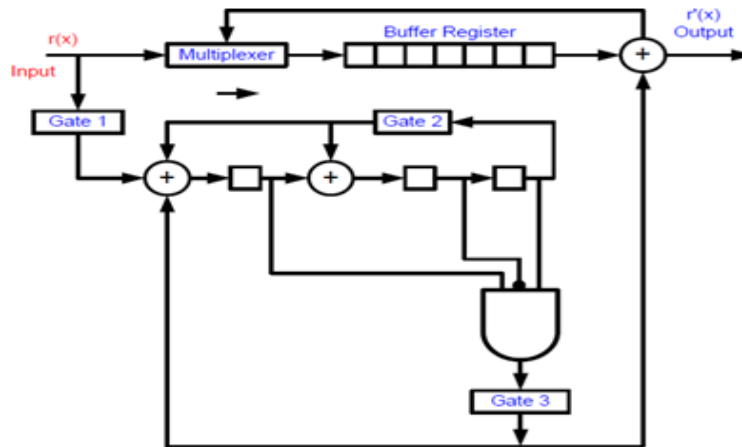 r(x)
Input
Multiplexer
Buffer Register
+
r"(x)
Output
Gate 1
Gate 2
+
+
Gate 3